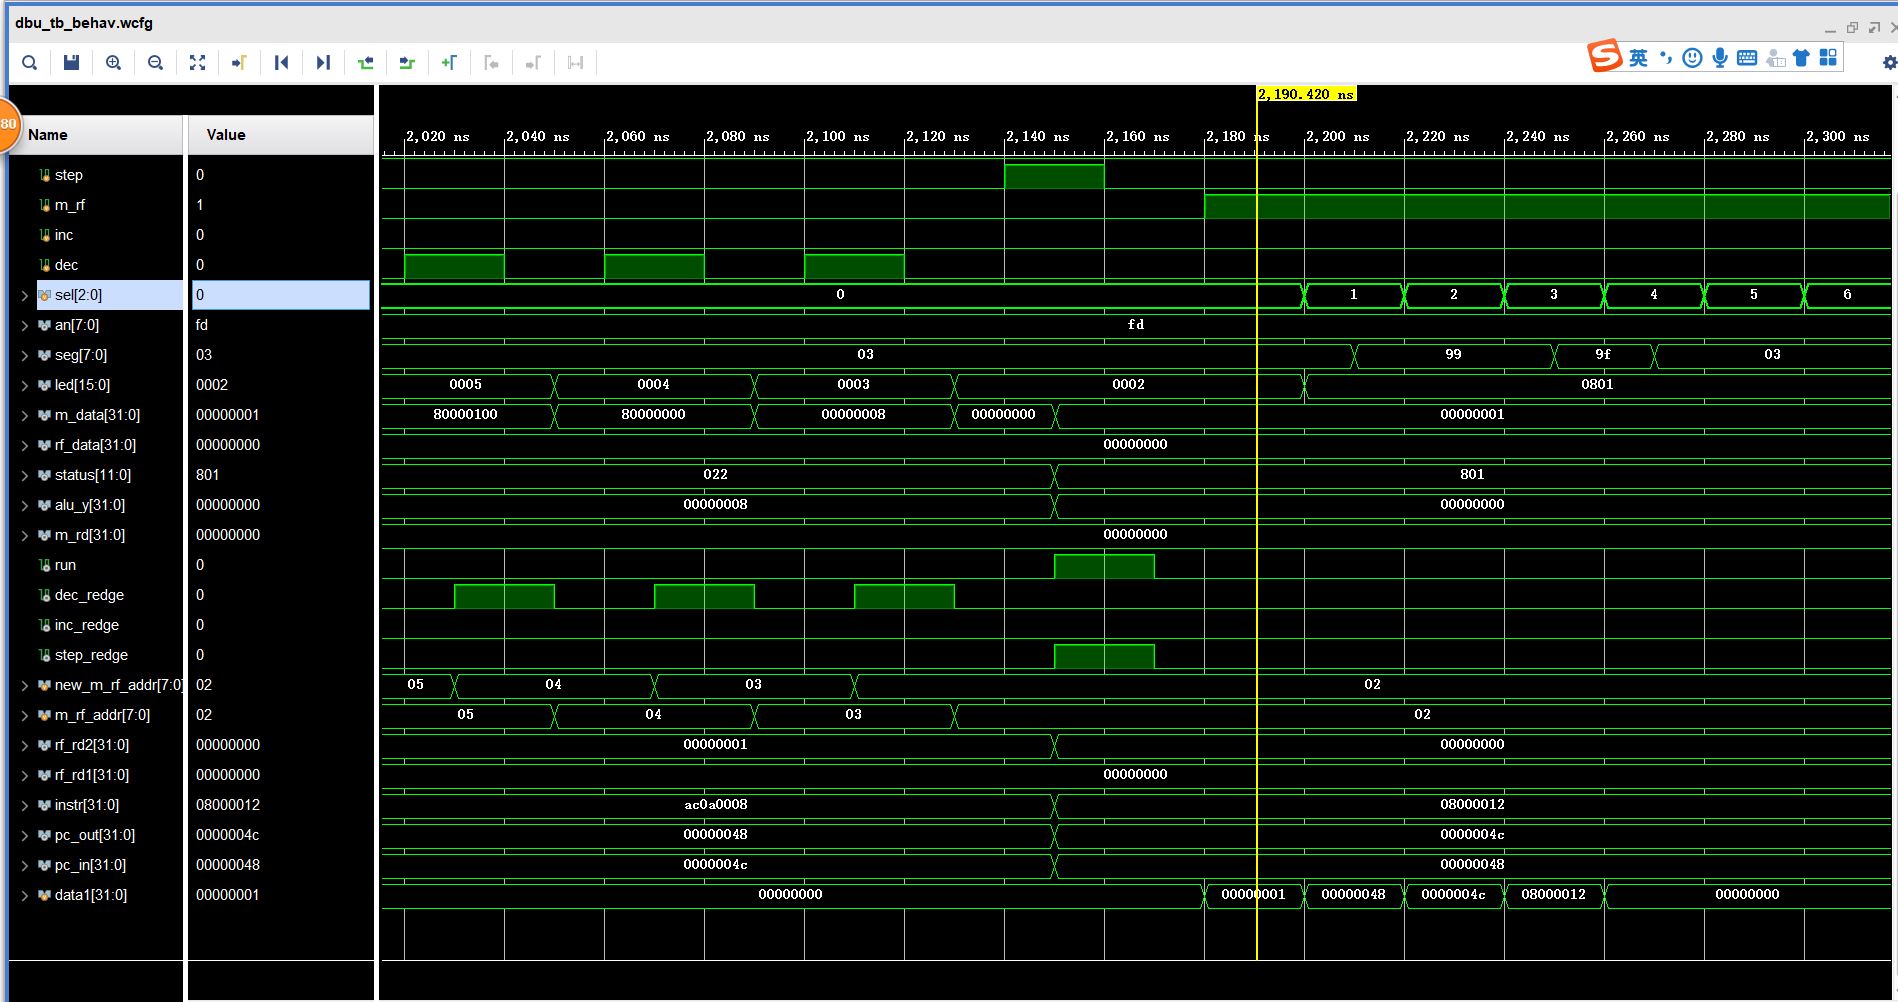 dbu_tb_behav.wcfg
英
80
2,190.420 ns
Name Value
2,020 ns 2,040 ns 2,060 ns 2,080 ns 2,100 ns 2,120 ns 2,140 ns 2,160 ns 2,180 ns 2,200 ns 2,220 ns 2,240 ns 2,260 ns 2,280 ns 2,300 ns
step 0
m_rf 1
inc 0
dec 0
sel[2:0] 0 0 1 2 3 4 5 6
an[7:0] fd fd
seg[7:0] 03 03 99 9f 03
led[15:0] 0002 0005 0004 0003 0002 0801
m_data[31:0] 00000001 80000100 80000000 00000008 00000000 00000001
rf_data[31:0] 00000000 00000000
status[11:0] 801 022 801
alu_y[31:0] 00000000 00000008 00000000
m_rd[31:0] 00000000 00000000
run 0
dec_redge 0
inc_redge 0
step_redge 0
new_m_rf_addr[7:0] 02 05 04 03 02
m_rf_addr[7:0] 02 05 04 03 02
rf_rd2[31:0] 00000000 00000001 00000000
rf_rd1[31:0] 00000000 00000000
instr[31:0] 08000012 ac0a0008 08000012
pc_out[31:0] 0000004c 00000048 0000004c
pc_in[31:0] 00000048 0000004c 00000048
data1[31:0] 00000001 00000000 00000001 00000048 0000004c 08000012 00000000